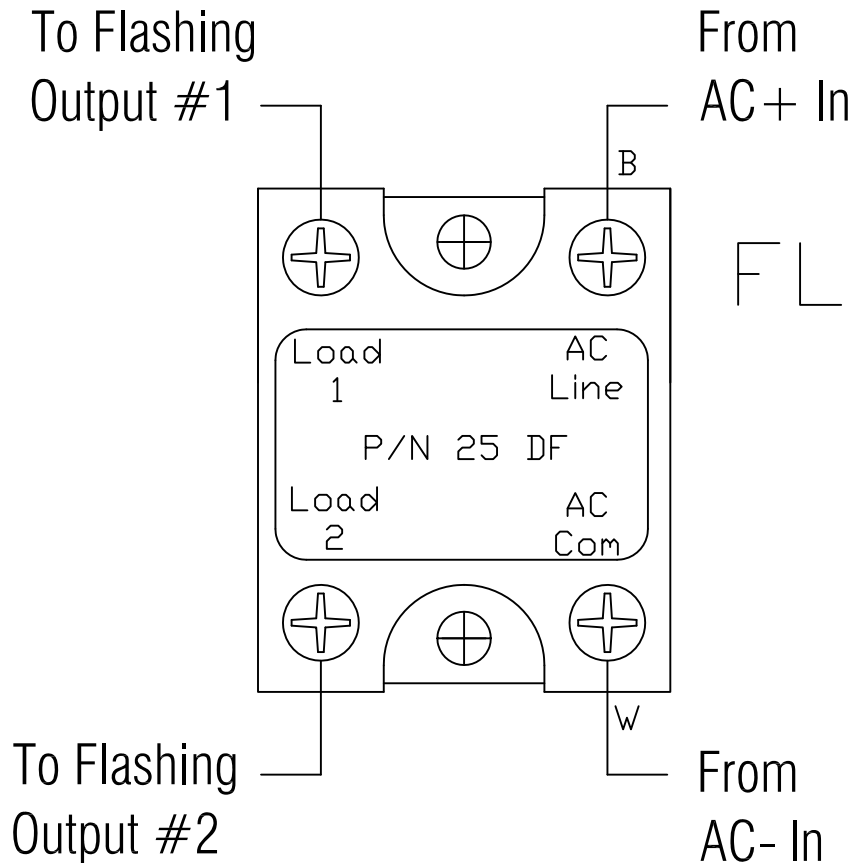 To Flashing
Output #1
From
AC+ In
B
FL
Load
1
AC
Line
P/N 25 DF
Load
2
AC
Com
W
To Flashing
Output #2
From
AC- In